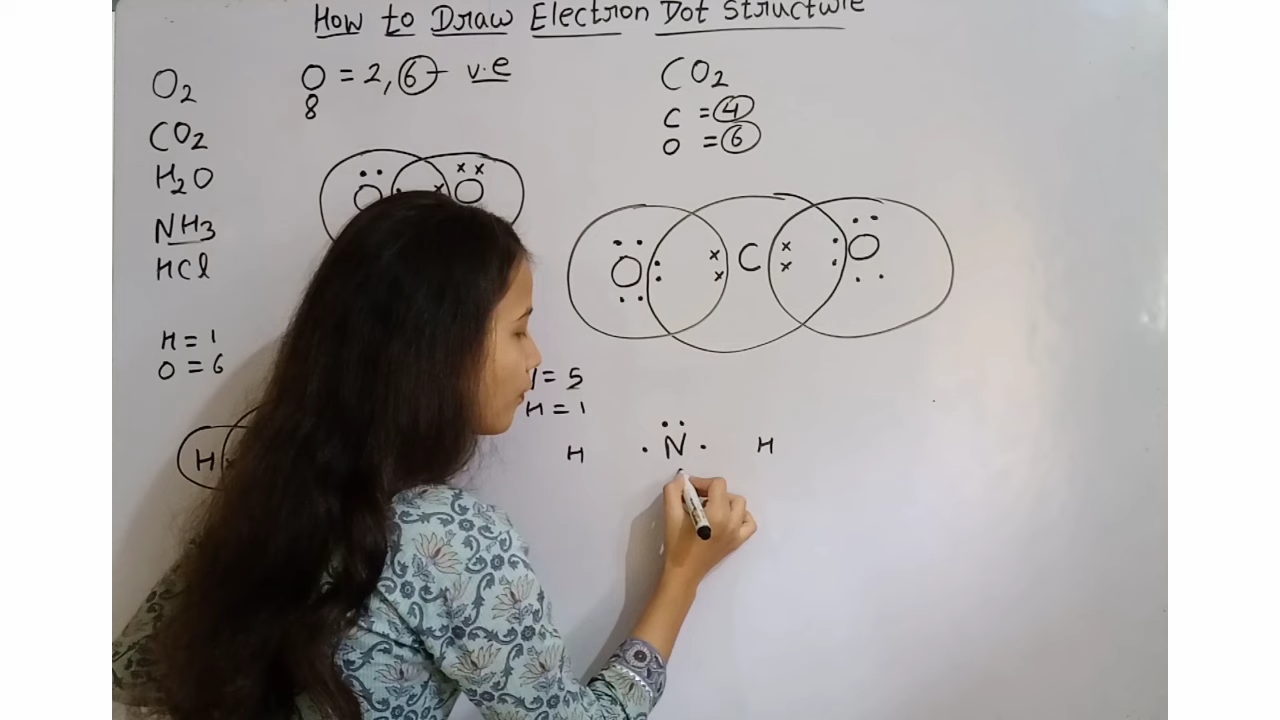 How to Draw Electron Dot Structure
O2
CO2
H2O
NH3
HCl
O = 2, 6 - v.e
8
O O
CO2
C = 4
O = 6
O C O
H = 1
O = 6
H
= 5
H = 1
H N H